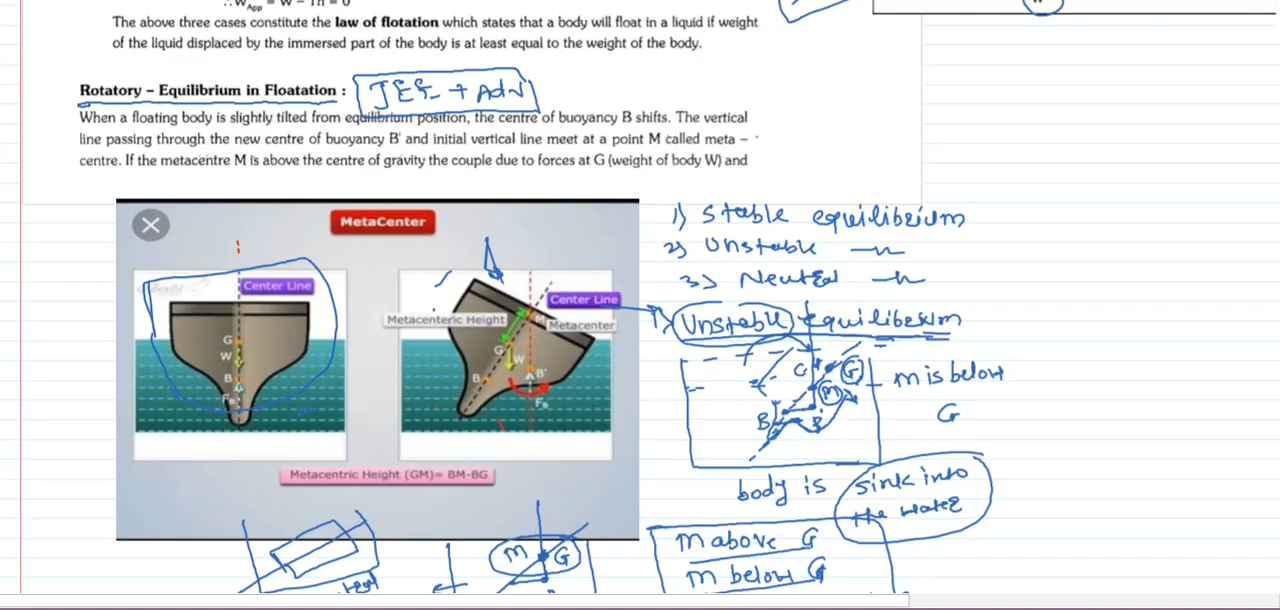 ∴W_App = W − Th = 0
The above three cases constitute the law of flotation which states that a body will float in a liquid if weight
of the liquid displaced by the immersed part of the body is at least equal to the weight of the body.
Rotatory – Equilibrium in Floatation : JEE + Adv
When a floating body is slightly tilted from equilibrium position, the centre of buoyancy B shifts. The vertical
line passing through the new centre of buoyancy B' and initial vertical line meet at a point M called meta –
centre. If the metacentre M is above the centre of gravity the couple due to forces at G (weight of body W) and
MetaCenter
Center Line
G
W
B
F_B
Center Line
Metacenteric Height
M
Metacenter
G
W
B
B'
F_B
Metacentric Height (GM)= BM-BG
1) Stable equilibrium
2) Unstable
3) Neutral
1) Unstable equilibrium
G
G
M
B
B'
m is below
G
body is sink into
the water
m G
m above G
m below G